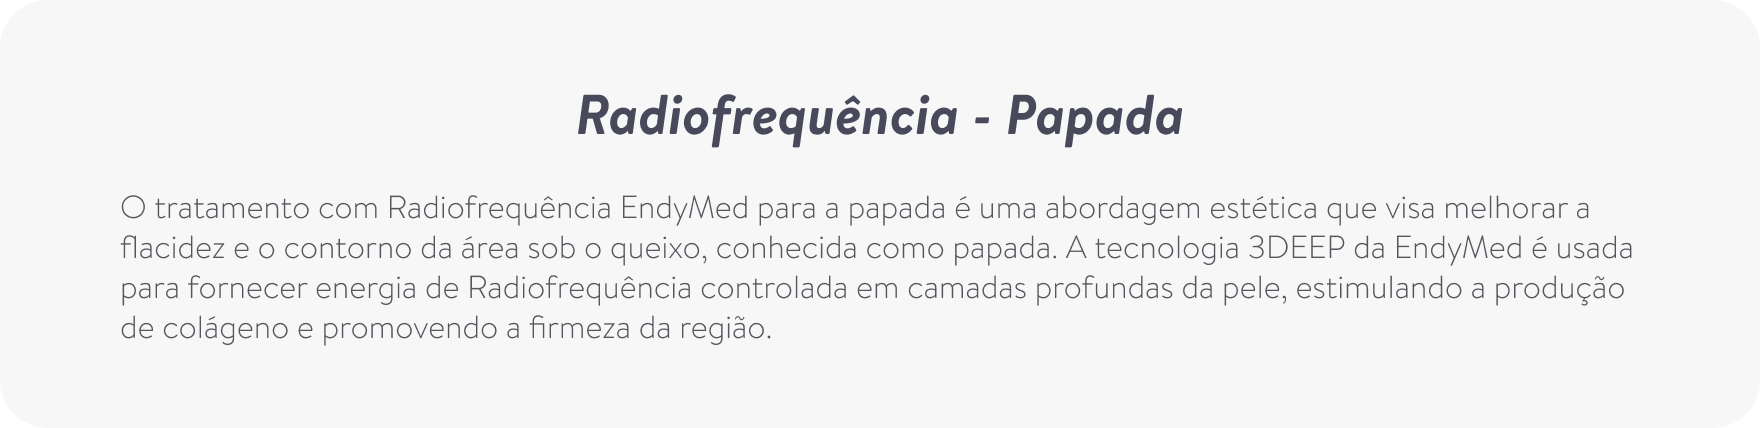 Radiofrequência - Papada
O tratamento com Radiofrequência EndyMed para a papada é uma abordagem estética que visa melhorar a
flacidez e o contorno da área sob o queixo, conhecida como papada. A tecnologia 3DEEP da EndyMed é usada
para fornecer energia de Radiofrequência controlada em camadas profundas da pele, estimulando a produção
de colágeno e promovendo a firmeza da região.